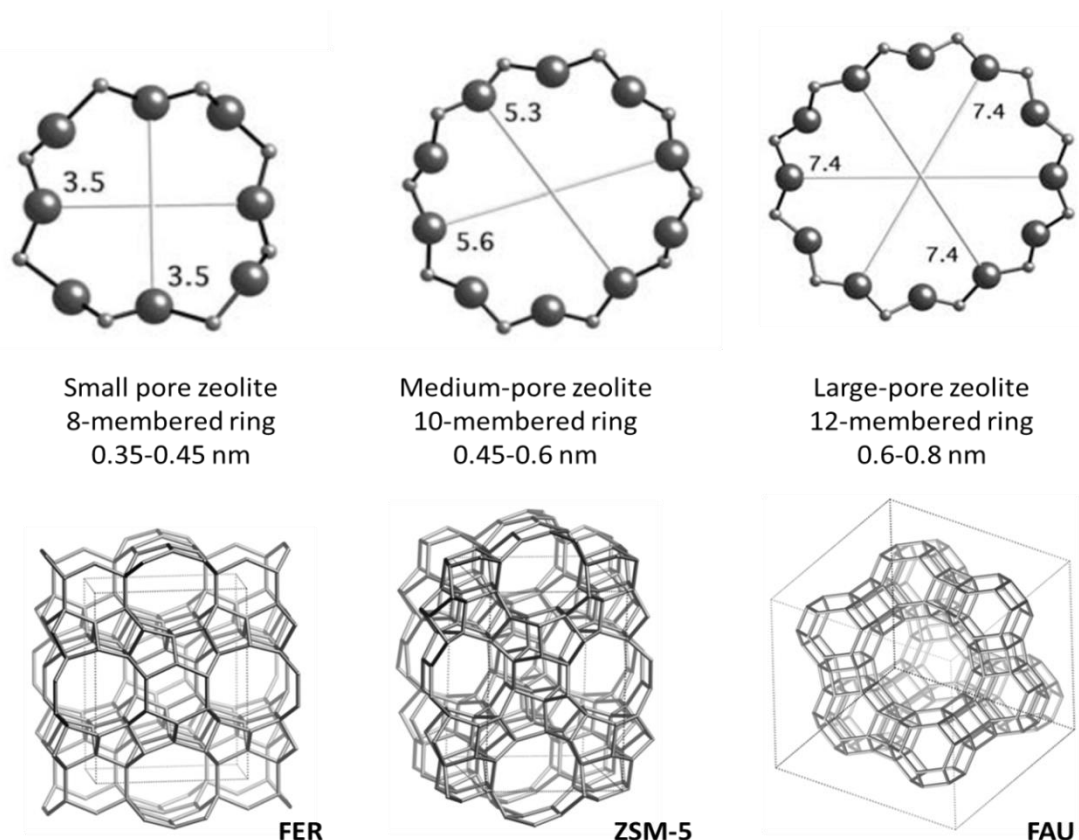 3.5
3.5
5.3
5.6
7.4
7.4
7.4
Small pore zeolite
8-membered ring
0.35-0.45 nm
Medium-pore zeolite
10-membered ring
0.45-0.6 nm
Large-pore zeolite
12-membered ring
0.6-0.8 nm
FER
ZSM-5
FAU